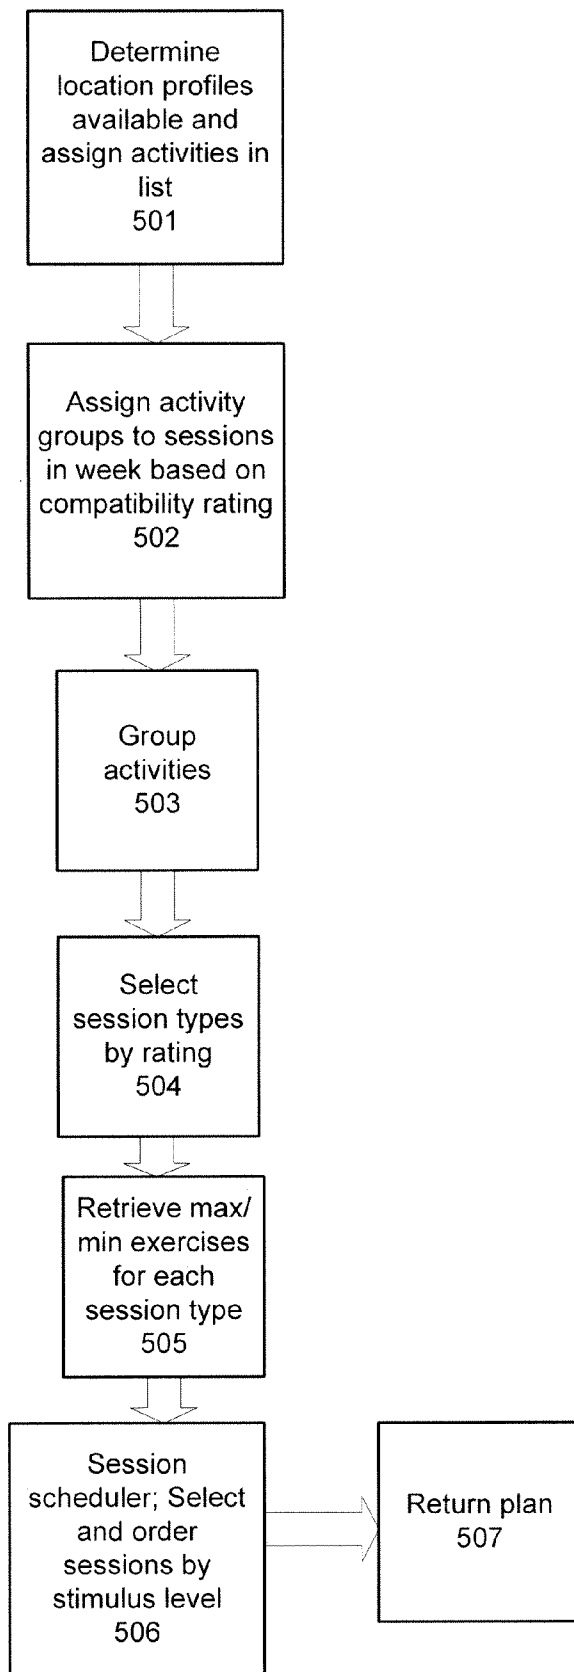 Determine
location profiles
available and
assign activities in
list
501
Assign activity
groups to sessions
in week based on
compatibility rating
502
Group
activities
503
Select
session types
by rating
504
Retrieve max/
min exercises
for each
session type
505
Session
scheduler; Select
and order
sessions by
stimulus level
506
Return plan
507